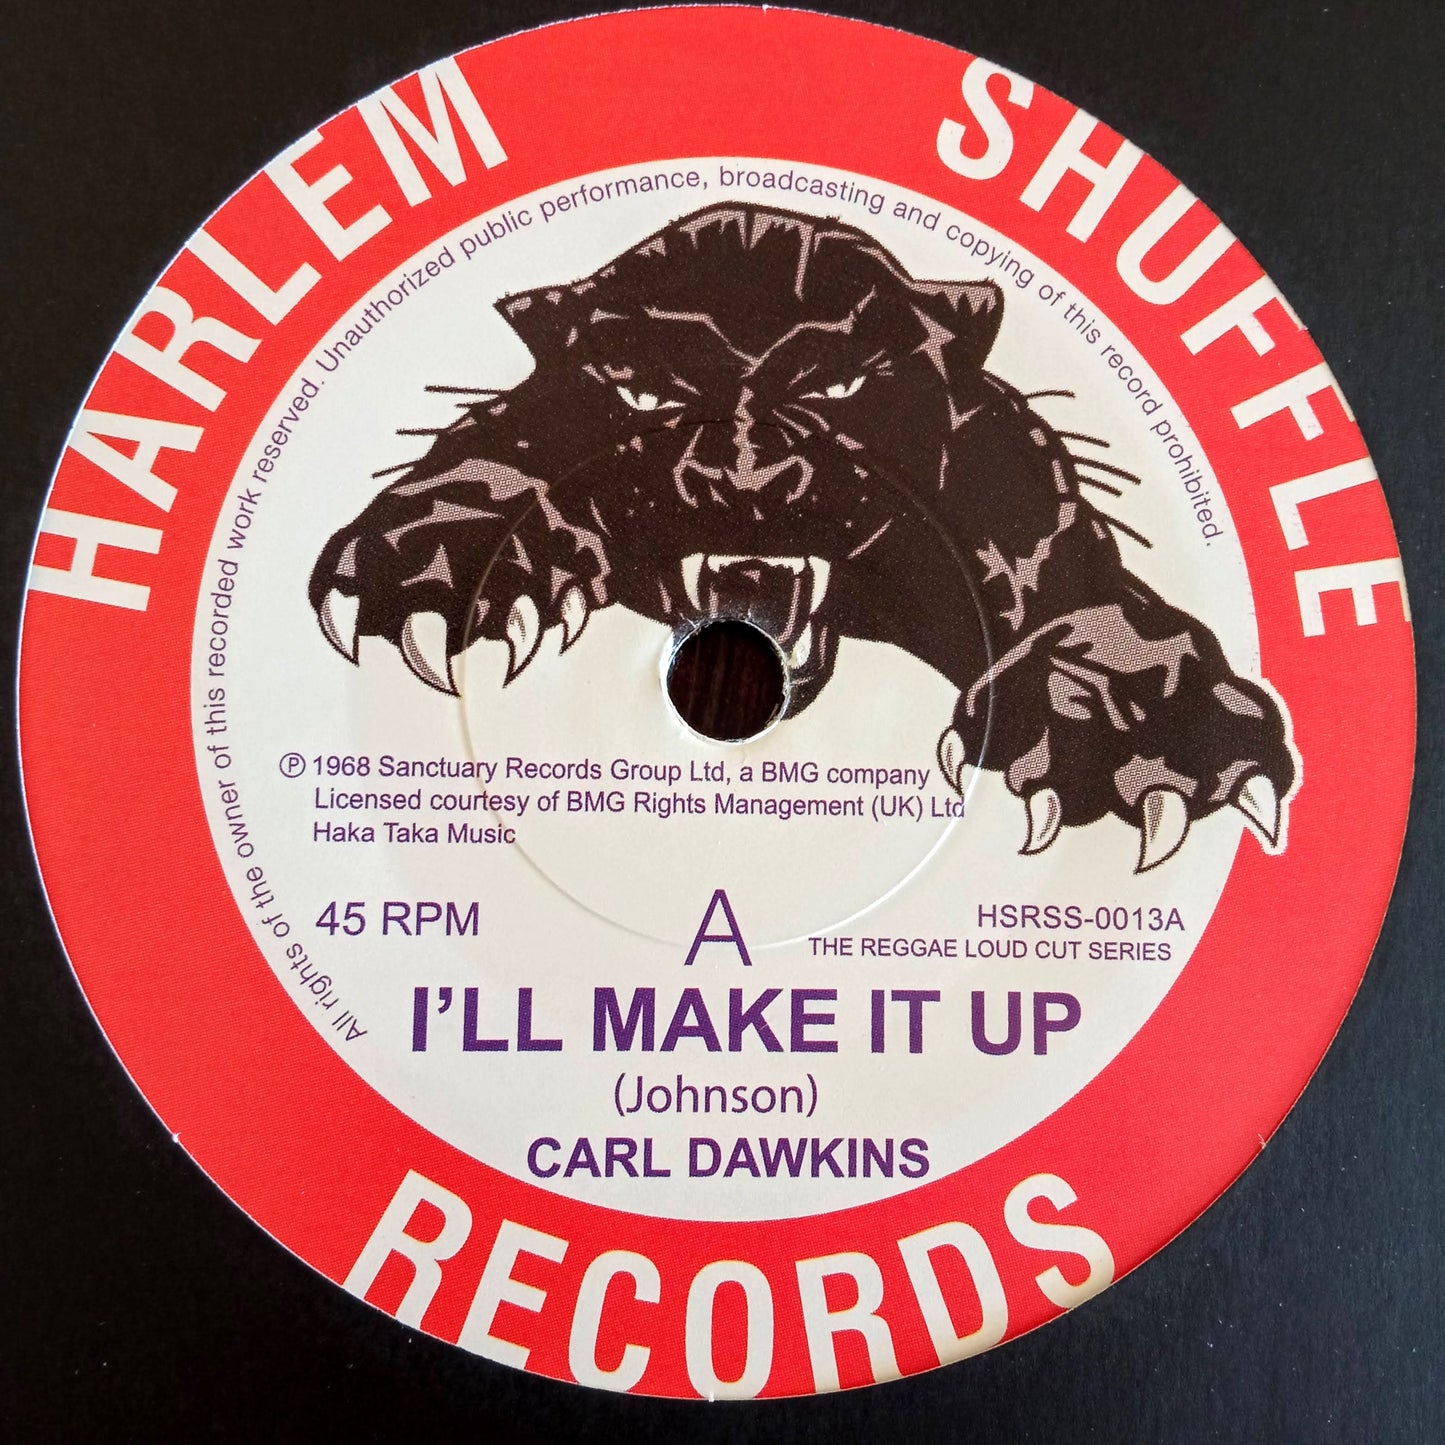 HARLEM SHUFFLE
All rights of the owner of this recorded work reserved. Unauthorized public performance, broadcasting and copying of this record prohibited.
Ⓟ 1968 Sanctuary Records Group Ltd, a BMG company
Licensed courtesy of BMG Rights Management (UK) Ltd
Haka Taka Music
45 RPM
A
HSRSS-0013A
THE REGGAE LOUD CUT SERIES
I'LL MAKE IT UP
(Johnson)
CARL DAWKINS
RECORDS